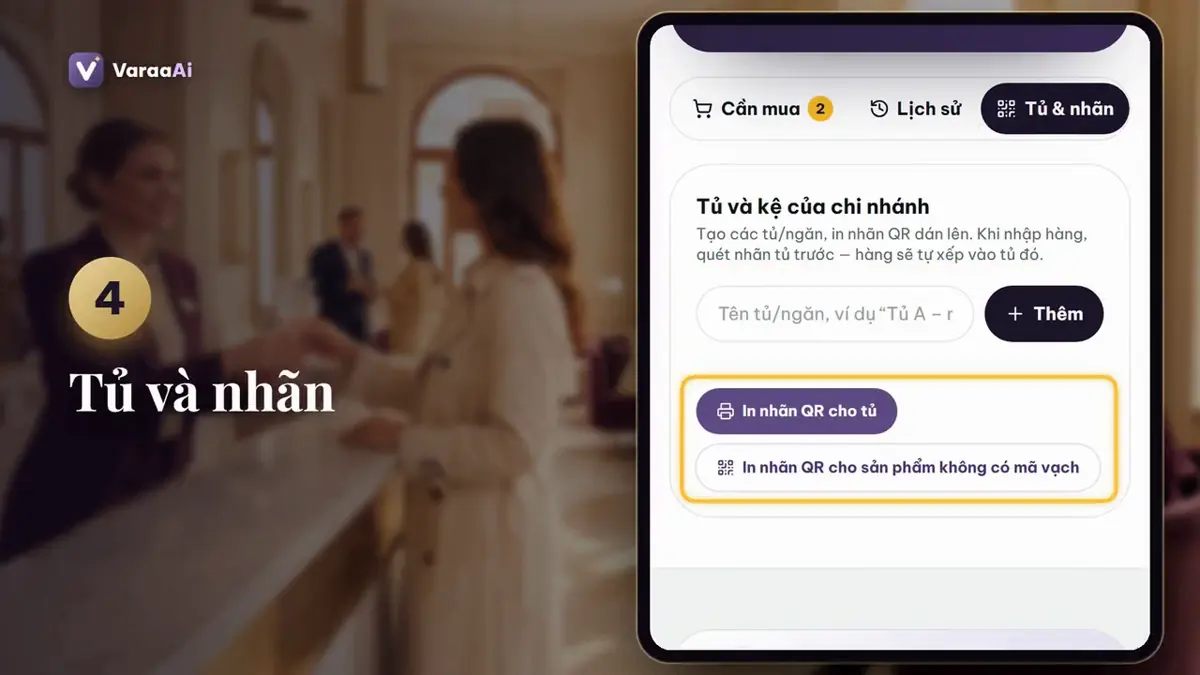 VaraaAi
4
Tủ và nhãn
Cần mua 2
Lịch sử
Tủ & nhãn
Tủ và kệ của chi nhánh
Tạo các tủ/ngăn, in nhãn QR dán lên. Khi nhập hàng,
quét nhãn tủ trước – hàng sẽ tự xếp vào tủ đó.
Tên tủ/ngăn, ví dụ “Tủ A – r
+ Thêm
In nhãn QR cho tủ
In nhãn QR cho sản phẩm không có mã vạch